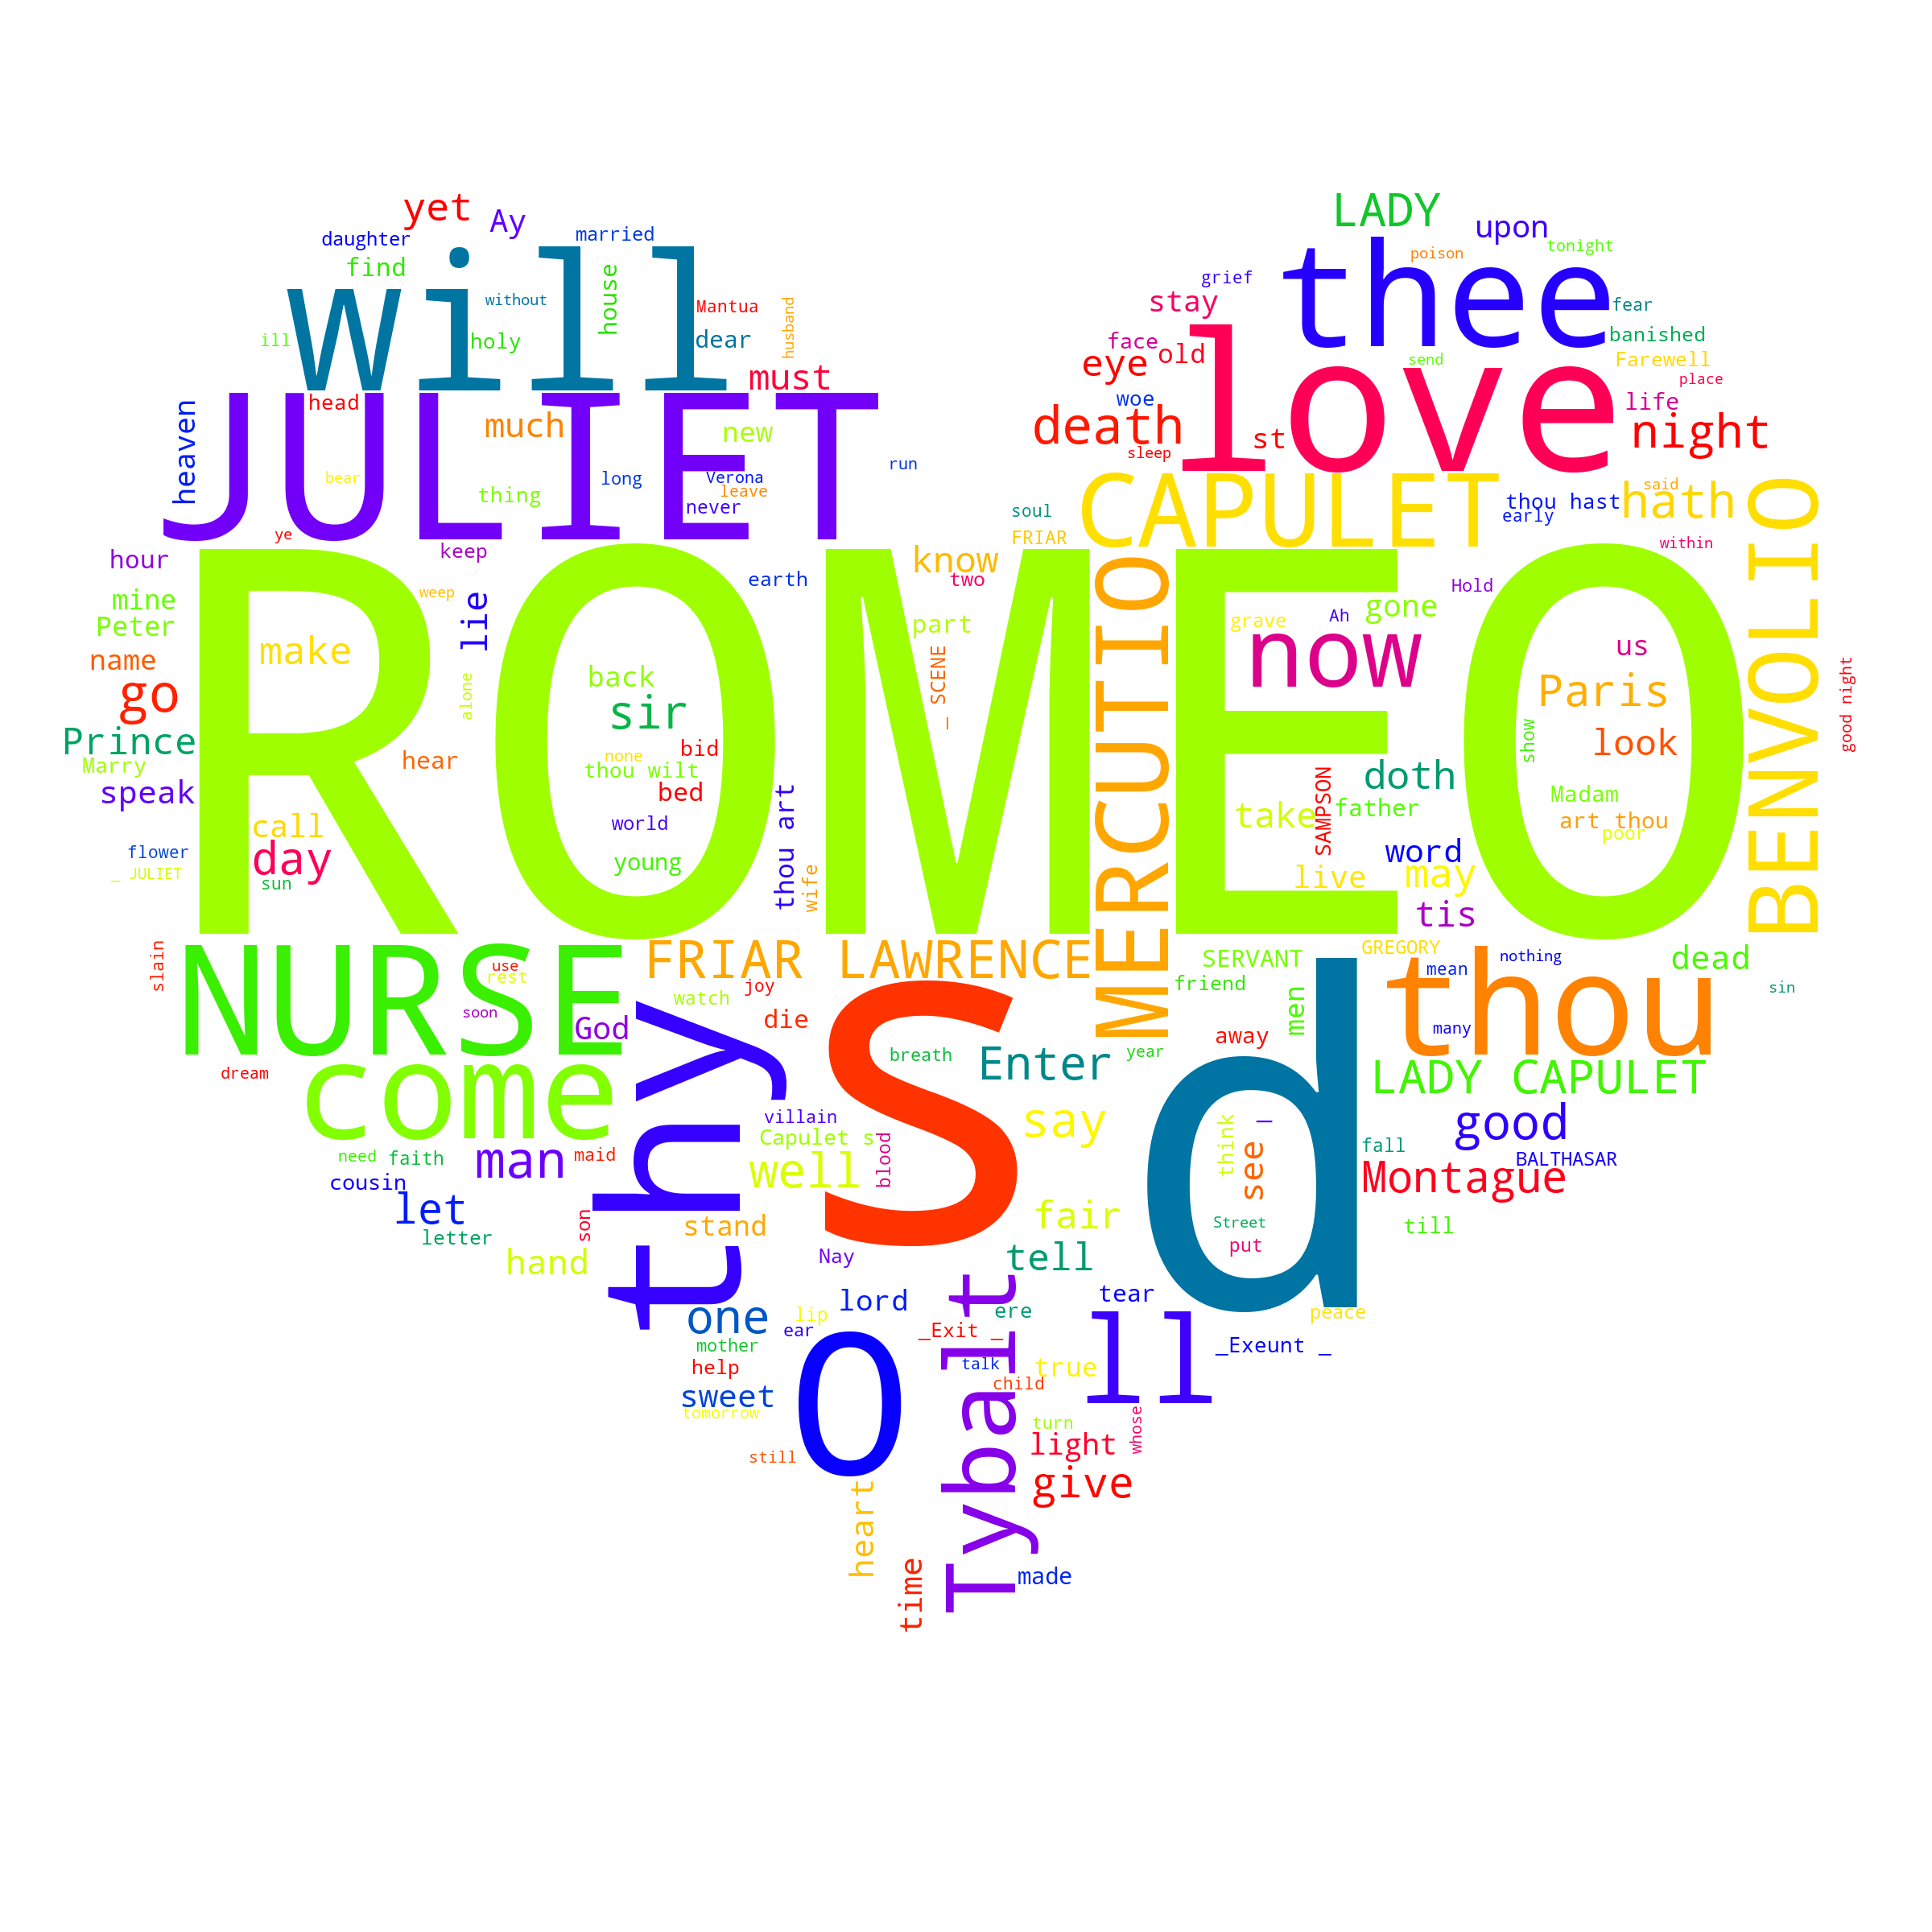 yet
Ay
LADY
upon
daughter
married
tonight
find
will
thee
poison
house
grief
without
stay
fear
Mantua
husband
ill
holy
dear
face
old
banished
eye
send
Farewell
must
love
place
head
woe
life
heaven
JULIET
much
new
death
st
night
sleep
bear
thing
long
Verona
leave
run
CAPULET
thou hast
hath
said
never
soul
early
BENVOLIO
ye
keep
FRIAR
within
hour
ROMEO
know
MERCUTIO
earth
two
Hold
mine
weep
lie
gone
Peter
part
grave
Ah
name
make
back
_ SCENE
now
us
go
alone
sir
Paris
good night
Prince
hear
none
bid
show
look
Marry
thou wilt
doth
speak
bed
thou art
Madam
call
world
take
SAMPSON
father
art thou
flower
day
young
word
poor
_ JULIET
sun
wife
live
may
tis
slain
NURSE
use
rest
FRIAR LAWRENCE
SERVANT
GREGORY
thou
nothing
dead
soon
watch
joy
friend
mean
sin
God
die
S
d
men
many
dream
come
thy
breath
Enter
year
away
LADY CAPULET
villain
say
think
_
good
need
faith
man
maid
Capulet s
blood
see
fall
BALTHASAR
cousin
well
Montague
let
son
stand
fair
Street
till
letter
hand
Nay
tell
put
one
lip
lord
Tybalt
ere
tear
peace
mother
ear
O
_Exit _
ll
_Exeunt _
help
talk
true
sweet
child
tomorrow
turn
whose
still
light
heart
give
time
made